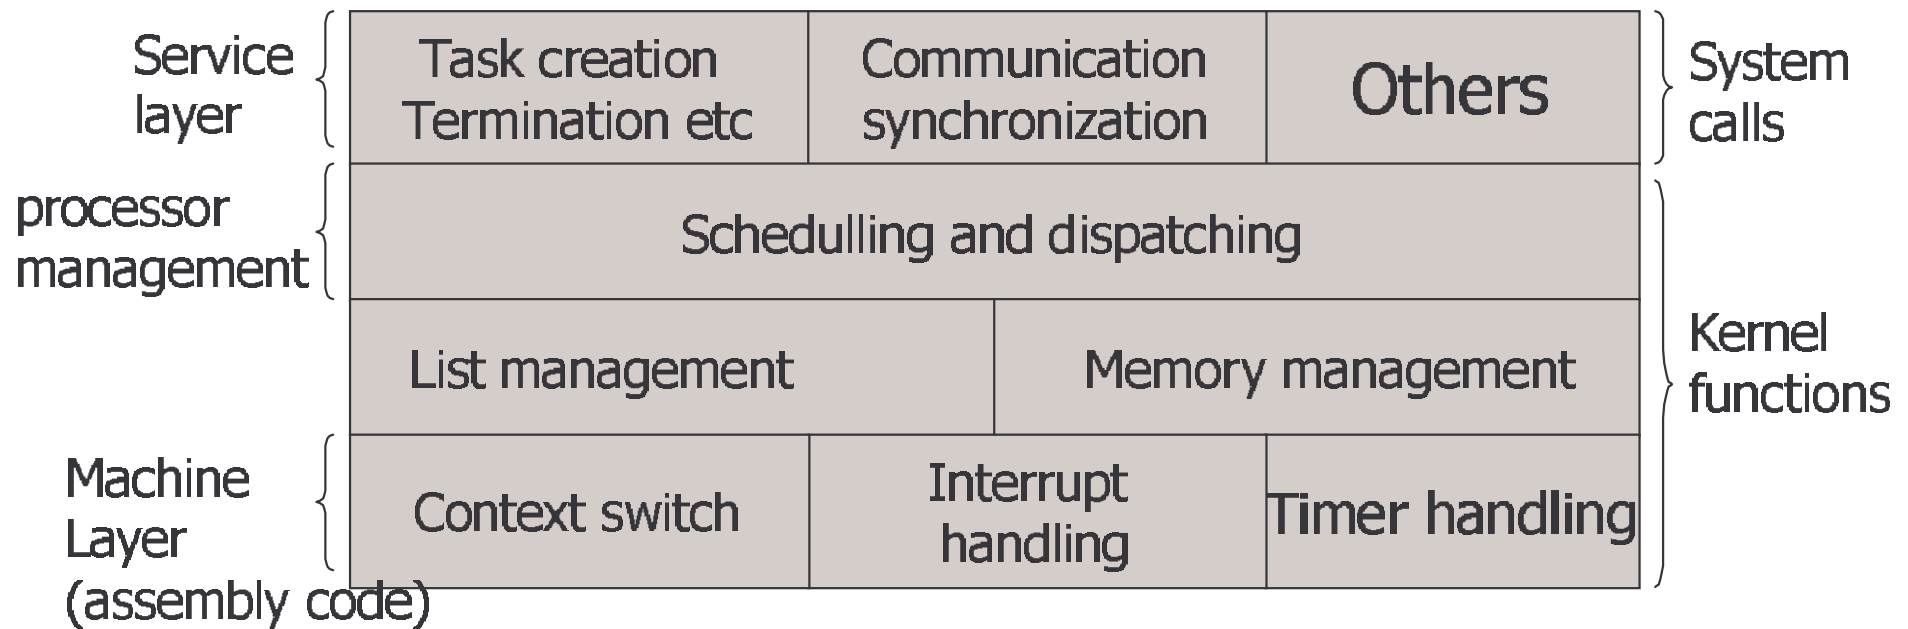 Service
layer
Task creation
Termination etc
Communication
synchronization
Others
System
calls
processor
management
Schedulling and dispatching
List management
Memory management
Kernel
functions
Machine
Layer
(assembly code)
Context switch
Interrupt
handling
Timer handling